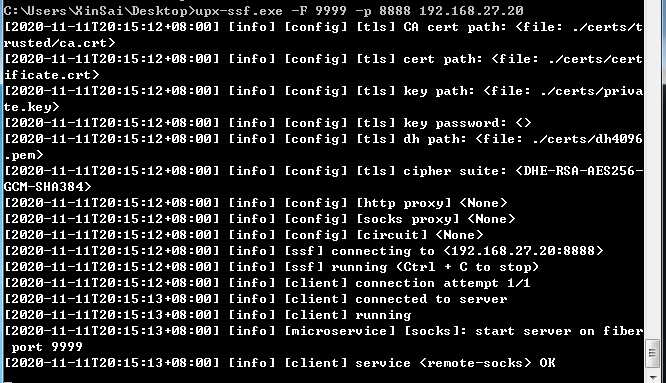 C:\Users\XinSai\Desktop>upx-ssf.exe -F 9999 -p 8888 192.168.27.20
[2020-11-11T20:15:12+08:00] [info] [config] [tls] CA cert path: <file: ./certs/t
rusted/ca.crt>
[2020-11-11T20:15:12+08:00] [info] [config] [tls] cert path: <file: ./certs/cert
ificate.crt>
[2020-11-11T20:15:12+08:00] [info] [config] [tls] key path: <file: ./certs/priva
te.key>
[2020-11-11T20:15:12+08:00] [info] [config] [tls] key password: <>
[2020-11-11T20:15:12+08:00] [info] [config] [tls] dh path: <file: ./certs/dh4096
.pem>
[2020-11-11T20:15:12+08:00] [info] [config] [tls] cipher suite: <DHE-RSA-AES256-
GCM-SHA384>
[2020-11-11T20:15:12+08:00] [info] [config] [http proxy] <None>
[2020-11-11T20:15:12+08:00] [info] [config] [socks proxy] <None>
[2020-11-11T20:15:12+08:00] [info] [config] [circuit] <None>
[2020-11-11T20:15:12+08:00] [info] [ssf] connecting to <192.168.27.20:8888>
[2020-11-11T20:15:12+08:00] [info] [ssf] running (Ctrl + C to stop)
[2020-11-11T20:15:12+08:00] [info] [client] connection attempt 1/1
[2020-11-11T20:15:13+08:00] [info] [client] connected to server
[2020-11-11T20:15:13+08:00] [info] [client] running
[2020-11-11T20:15:13+08:00] [info] [microservice] [socks]: start server on fiber
 port 9999
[2020-11-11T20:15:13+08:00] [info] [client] service <remote-socks> OK